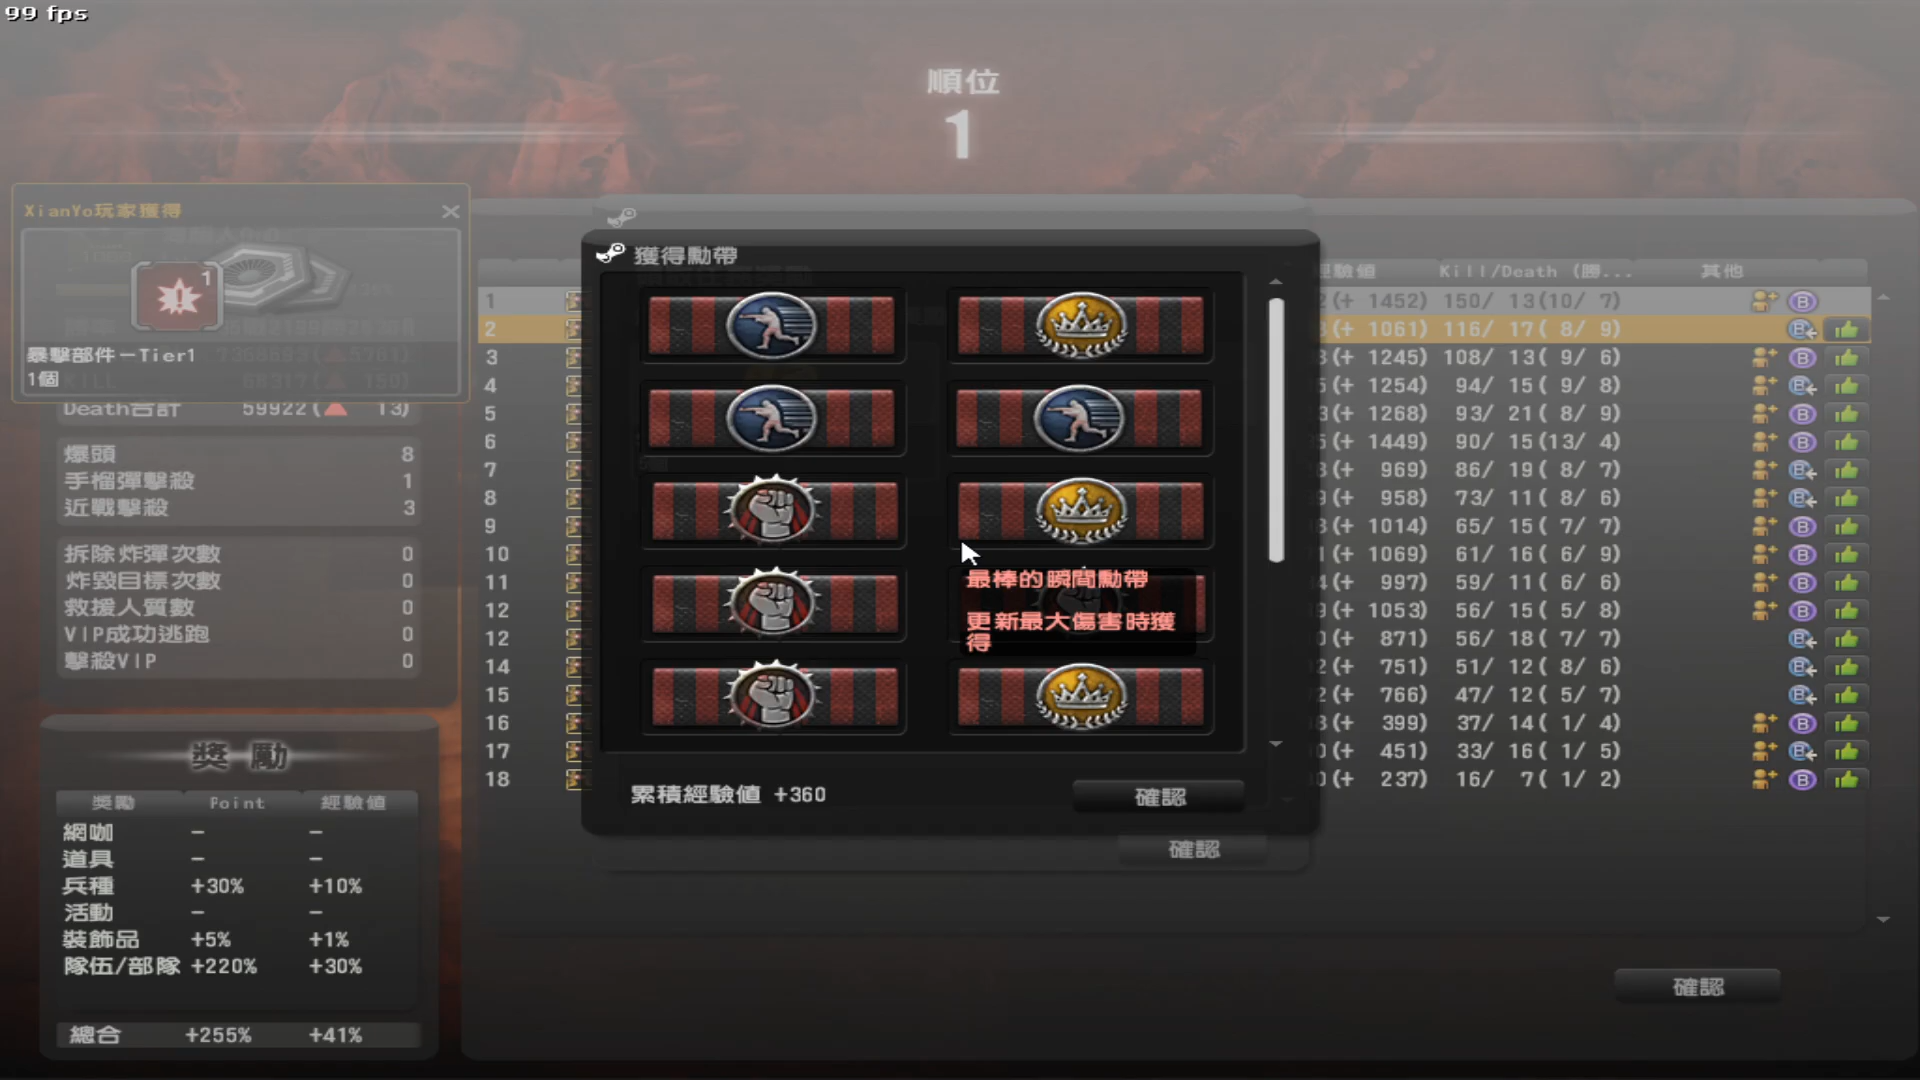 99 fps
順位
1
XianYo玩家獲得
1
暴擊部件－Tier1
1個
Death合計 59922(▲ 13)
爆頭 8
手榴彈擊殺 1
近戰擊殺 3
拆除炸彈次數 0
炸毀目標次數 0
救援人質數 0
VIP成功逃跑 0
擊殺VIP 0
獎勵
獎勵 Point 經驗值
網咖 – –
道具 – –
兵種 +30% +10%
活動 – –
裝飾品 +5% +1%
隊伍/部隊 +220% +30%
總合 +255% +41%
獲得勳帶
最棒的瞬間勳帶
更新最大傷害時獲
得
累積經驗值 +360
確認
確認
經驗值 Kill/Death (勝... 其他
1 (+ 1452) 150/ 13(10/ 7)
2 (+ 1061) 116/ 17( 8/ 9)
3 (+ 1245) 108/ 13( 9/ 6)
4 (+ 1254) 94/ 15( 9/ 8)
5 (+ 1268) 93/ 21( 8/ 9)
6 (+ 1449) 90/ 15(13/ 4)
7 (+ 969) 86/ 19( 8/ 7)
8 (+ 958) 73/ 11( 8/ 6)
9 (+ 1014) 65/ 15( 7/ 7)
10 (+ 1069) 61/ 16( 6/ 9)
11 (+ 997) 59/ 11( 6/ 6)
12 (+ 1053) 56/ 15( 5/ 8)
12 (+ 871) 56/ 18( 7/ 7)
14 (+ 751) 51/ 12( 8/ 6)
15 (+ 766) 47/ 12( 5/ 7)
16 (+ 399) 37/ 14( 1/ 4)
17 (+ 451) 33/ 16( 1/ 5)
18 (+ 237) 16/ 7( 1/ 2)
確認